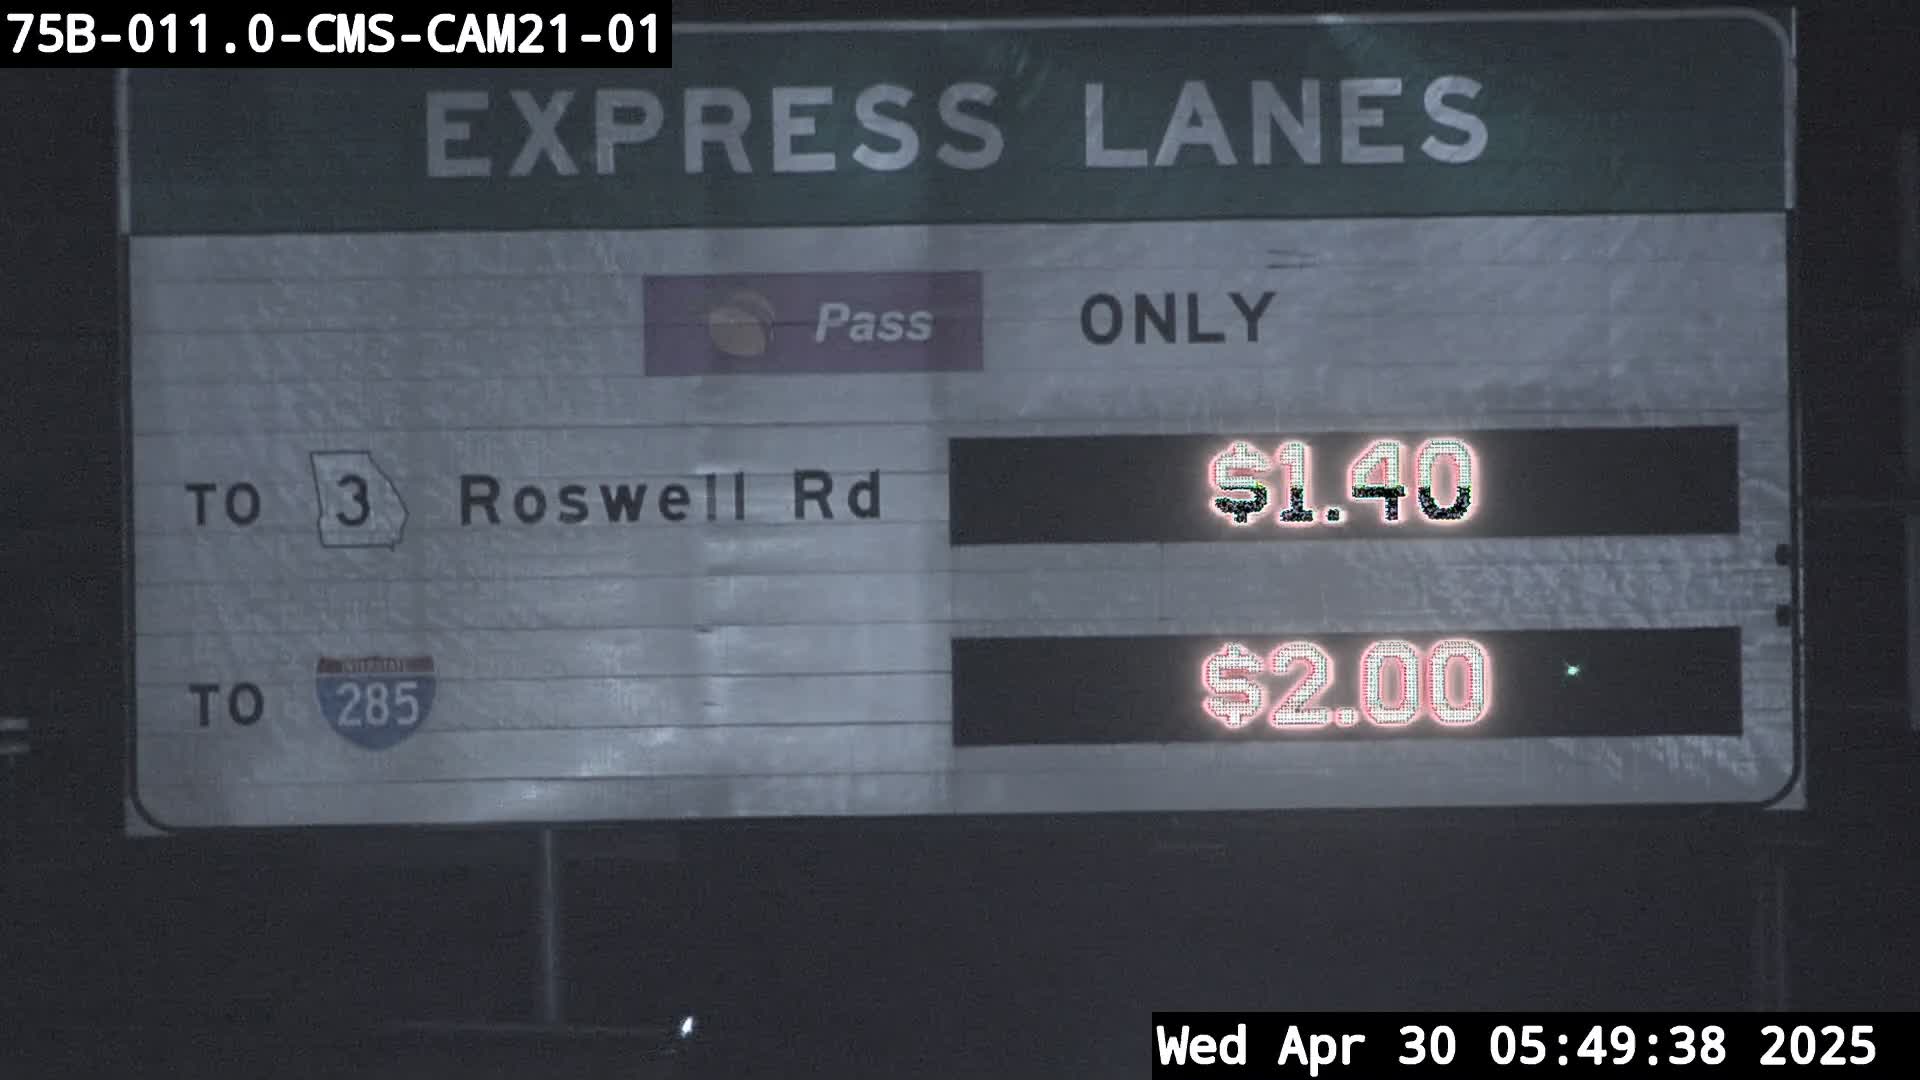 75B-011.0-CMS-CAM21-01
EXPRESS LANES
Pass ONLY
TO 3 Roswell Rd $1.40
INTERSTATE
TO 285 $2.00
Wed Apr 30 05:49:38 2025